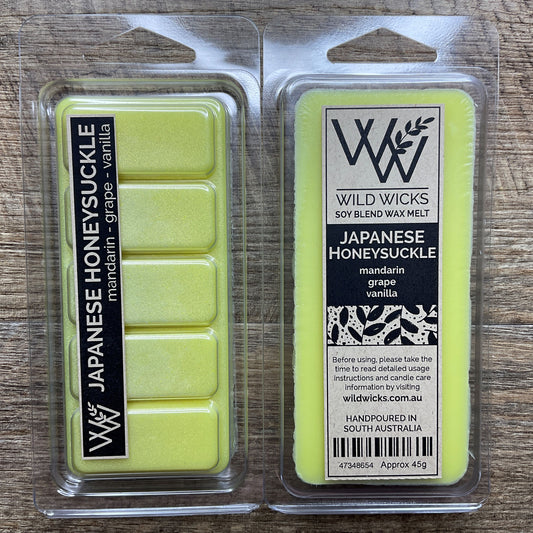 WW JAPANESE HONEYSUCKLE
mandarin - grape - vanilla
WW
WILD WICKS
SOY BLEND WAX MELT
JAPANESE
HONEYSUCKLE
mandarin
grape
vanilla
Before using, please take the
time to read detailed usage
instructions and candle care
information by visiting
wildwicks.com.au
HANDPOURED IN
SOUTH AUSTRALIA
47348654 Approx 45g